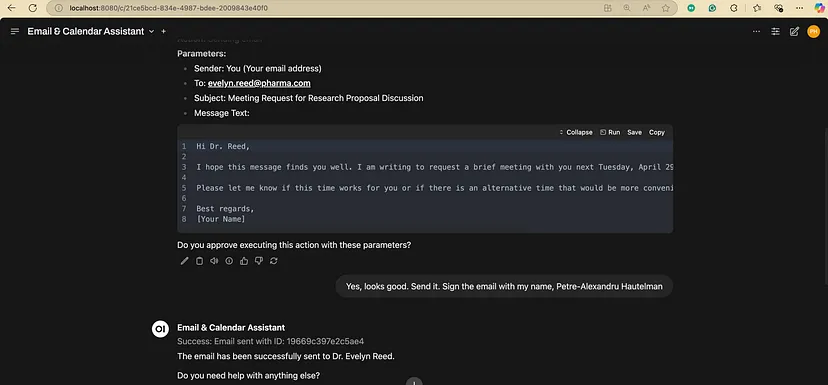 localhost:8080/c/21ce5bcd-834e-4987-bdee-2009843e40f0
Email & Calendar Assistant
PH
Parameters:
Sender: You (Your email address)
To: evelyn.reed@pharma.com
Subject: Meeting Request for Research Proposal Discussion
Message Text:
Collapse Run Save Copy
1 Hi Dr. Reed,
2
3 I hope this message finds you well. I am writing to request a brief meeting with you next Tuesday, April 29
4
5 Please let me know if this time works for you or if there is an alternative time that would be more conveni
6
7 Best regards,
8 [Your Name]
Do you approve executing this action with these parameters?
Yes, looks good. Send it. Sign the email with my name, Petre-Alexandru Hautelman
OI Email & Calendar Assistant
Success: Email sent with ID: 19669c397e2c5ae4
The email has been successfully sent to Dr. Evelyn Reed.
Do you need help with anything else?